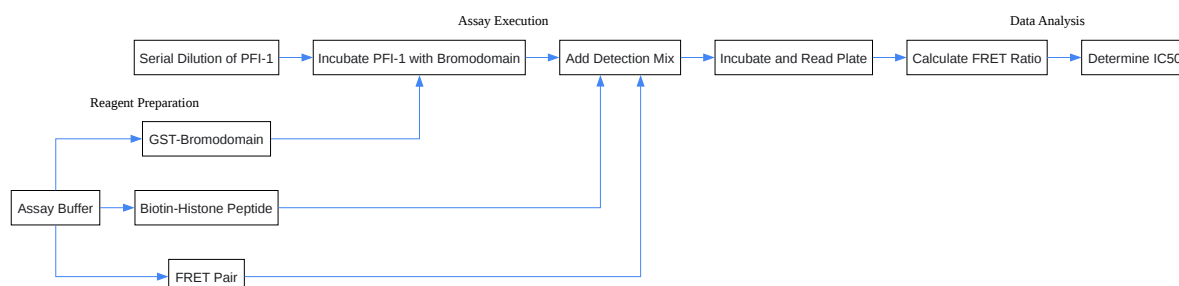 Assay Execution
Data Analysis
Serial Dilution of PFI-1
Incubate PFI-1 with Bromodomain
Add Detection Mix
Incubate and Read Plate
Calculate FRET Ratio
Determine IC50
Reagent Preparation
GST-Bromodomain
Assay Buffer
Biotin-Histone Peptide
FRET Pair